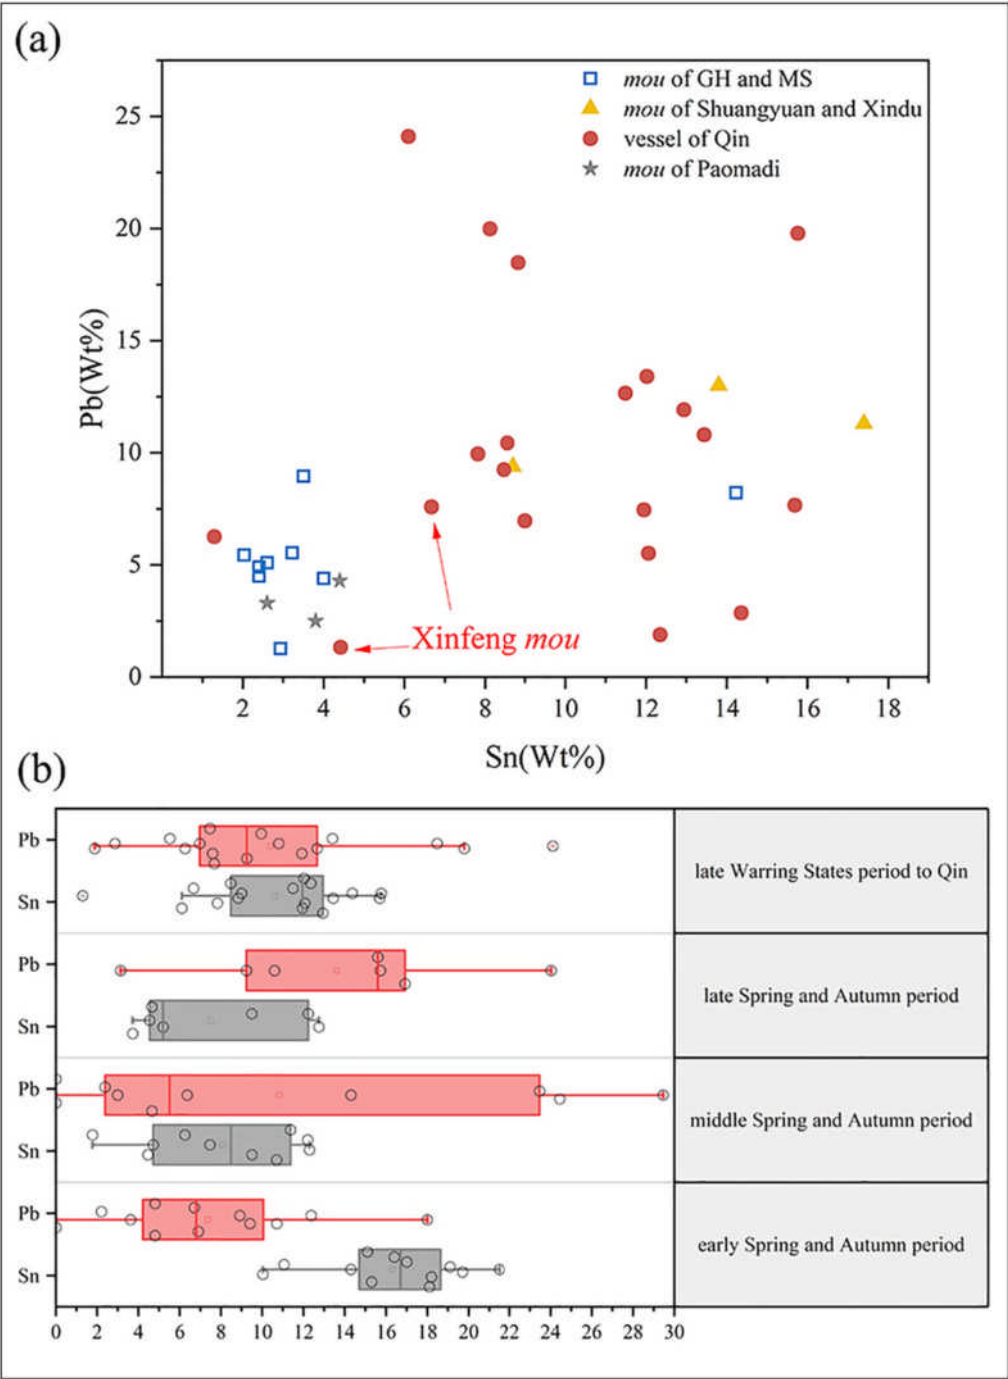 (a)
mou of GH and MS
mou of Shuangyuan and Xindu
vessel of Qin
mou of Paomadi
25
20
15
10
5
0
Pb(Wt%)
Xinfeng mou
2 4 6 8 10 12 14 16 18
Sn(Wt%)
(b)
Pb
Sn
late Warring States period to Qin
Pb
Sn
late Spring and Autumn period
Pb
Sn
middle Spring and Autumn period
Pb
Sn
early Spring and Autumn period
0 2 4 6 8 10 12 14 16 18 20 22 24 26 28 30